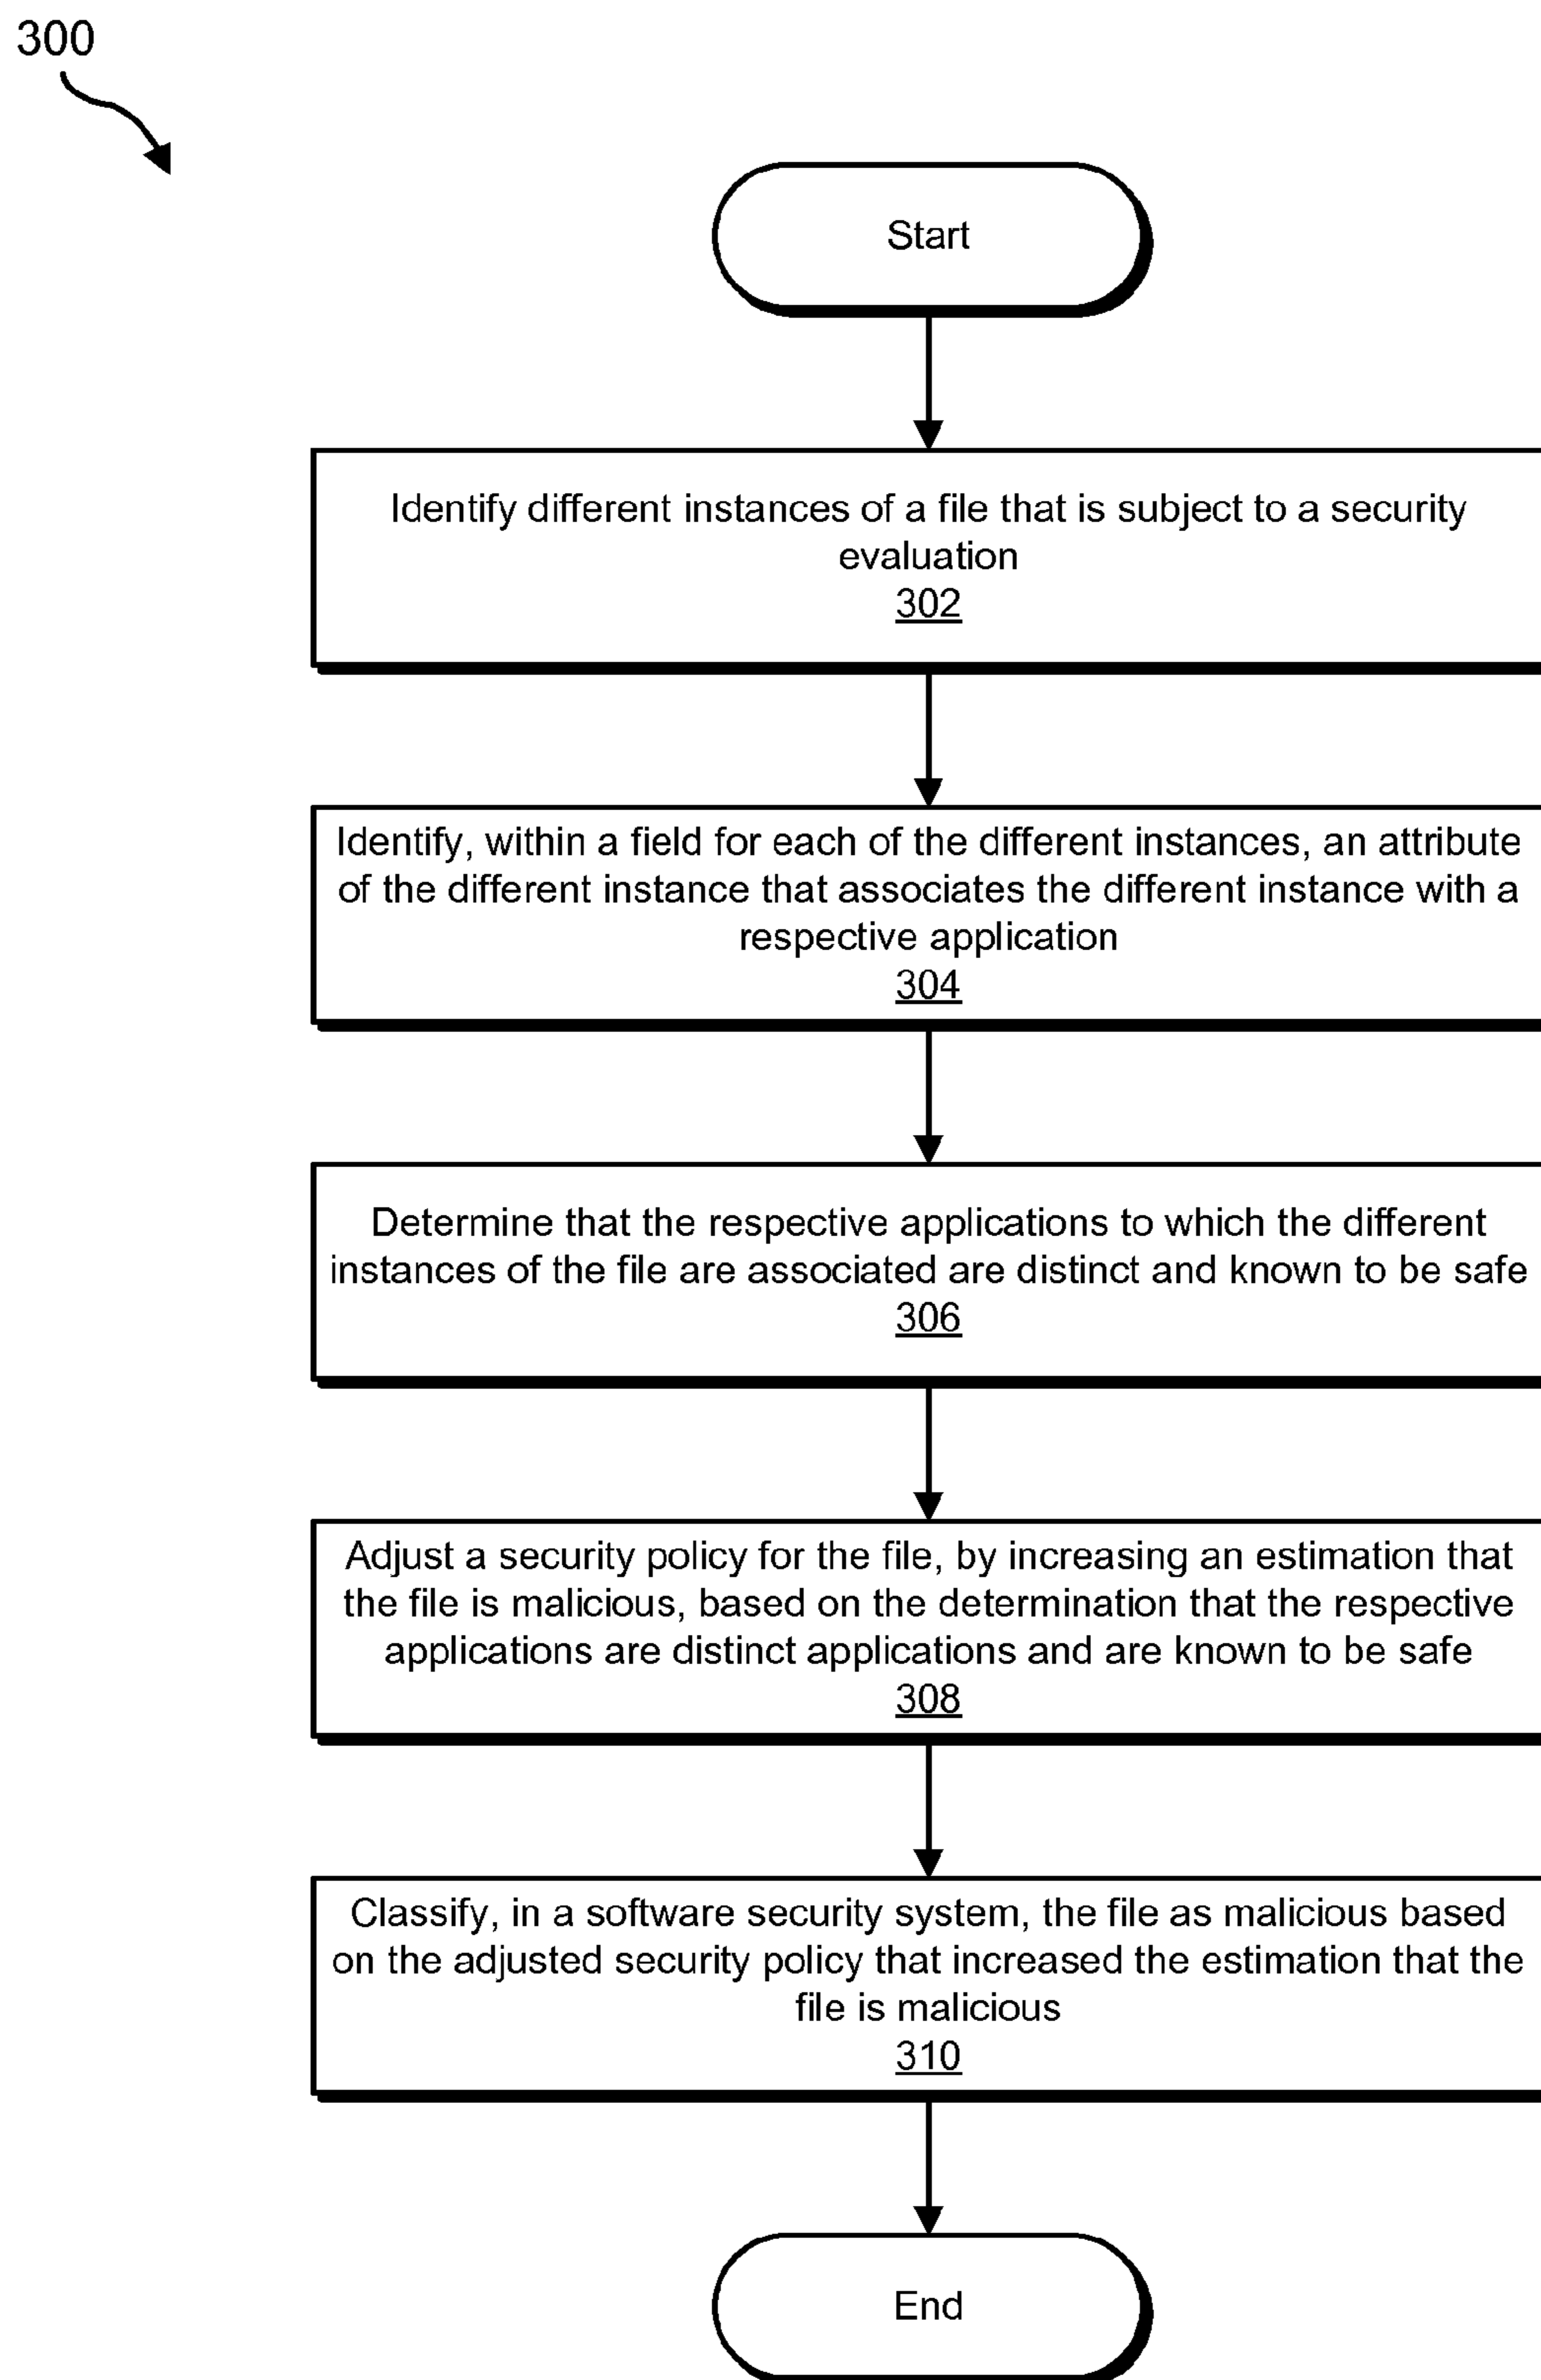 300
Start
Identify different instances of a file that is subject to a security
evaluation
302
Identify, within a field for each of the different instances, an attribute
of the different instance that associates the different instance with a
respective application
304
Determine that the respective applications to which the different
instances of the file are associated are distinct and known to be safe
306
Adjust a security policy for the file, by increasing an estimation that
the file is malicious, based on the determination that the respective
applications are distinct applications and are known to be safe
308
Classify, in a software security system, the file as malicious based
on the adjusted security policy that increased the estimation that the
file is malicious
310
End